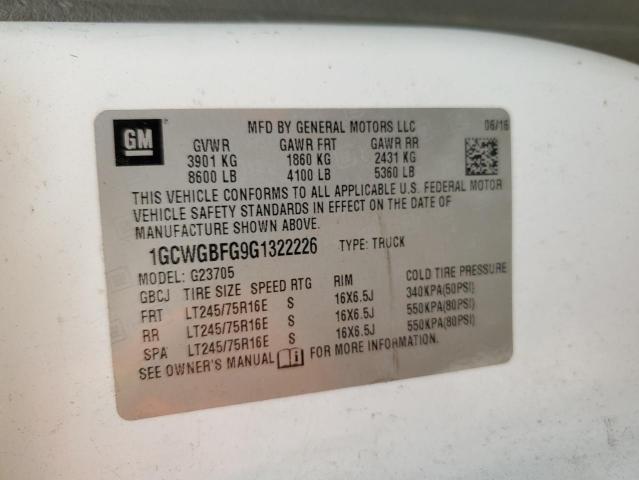 GM
MFD BY GENERAL MOTORS LLC 06/16
GVWR GAWR FRT GAWR RR
3901 KG 1860 KG 2431 KG
8600 LB 4100 LB 5360 LB
THIS VEHICLE CONFORMS TO ALL APPLICABLE U.S. FEDERAL MOTOR
VEHICLE SAFETY STANDARDS IN EFFECT ON THE DATE OF
MANUFACTURE SHOWN ABOVE.
1GCWGBFG9G1322226 TYPE: TRUCK
MODEL: G23705
GBCJ TIRE SIZE SPEED RTG RIM COLD TIRE PRESSURE
FRT LT245/75R16E S 16X6.5J 340KPA(50PSI)
RR LT245/75R16E S 16X6.5J 550KPA(80PSI)
SPA LT245/75R16E S 16X6.5J 550KPA(80PSI)
SEE OWNER'S MANUAL FOR MORE INFORMATION.